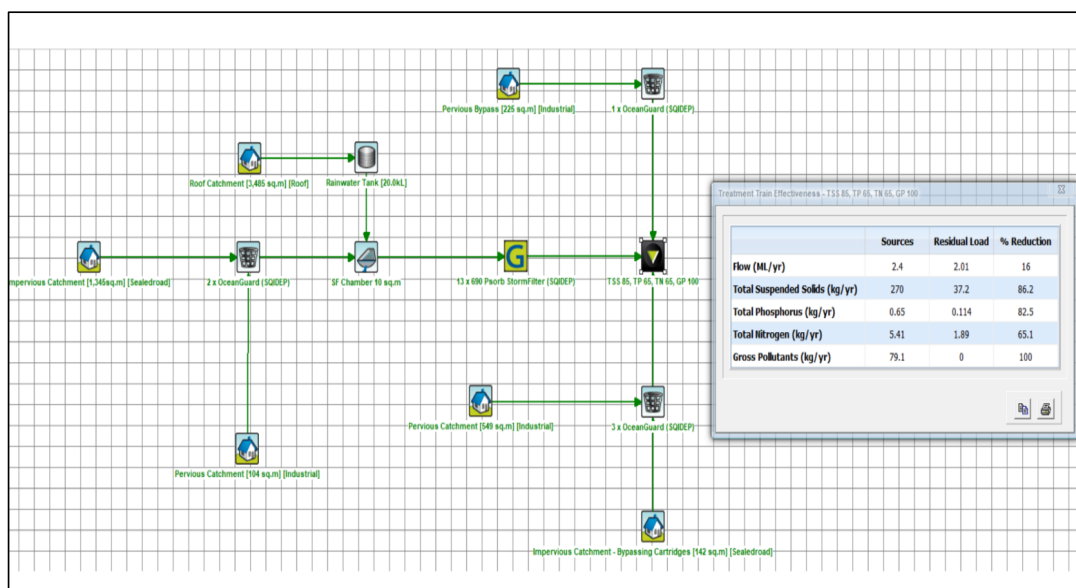 Pervious Bypass [225 sq.m] [Industrial]
1 x OceanGuard (SQIDEP)
Roof Catchment [3,485 sq.m] [Roof]
Rainwater Tank [20.0kL]
Treatment Train Effectiveness - TSS 85, TP 65, TN 65, GP 100
Sources Residual Load % Reduction
Flow (ML/yr) 2.4 2.01 16
Total Suspended Solids (kg/yr) 270 37.2 86.2
Total Phosphorus (kg/yr) 0.65 0.114 82.5
Total Nitrogen (kg/yr) 5.41 1.89 65.1
Gross Pollutants (kg/yr) 79.1 0 100
mpervious Catchment [1,345sq.m] [Sealedroad]
2 x OceanGuard (SQIDEP)
SF Chamber 10 sq.m
G
13 x 690 Psorb StormFilter (SQIDEP)
TSS 85, TP 65, TN 65, GP 100
Pervious Catchment [549 sq.m] [Industrial]
3 x OceanGuard (SQIDEP)
Pervious Catchment [104 sq.m] [Industrial]
Impervious Catchment - Bypassing Cartridges [142 sq.m] [Sealedroad]